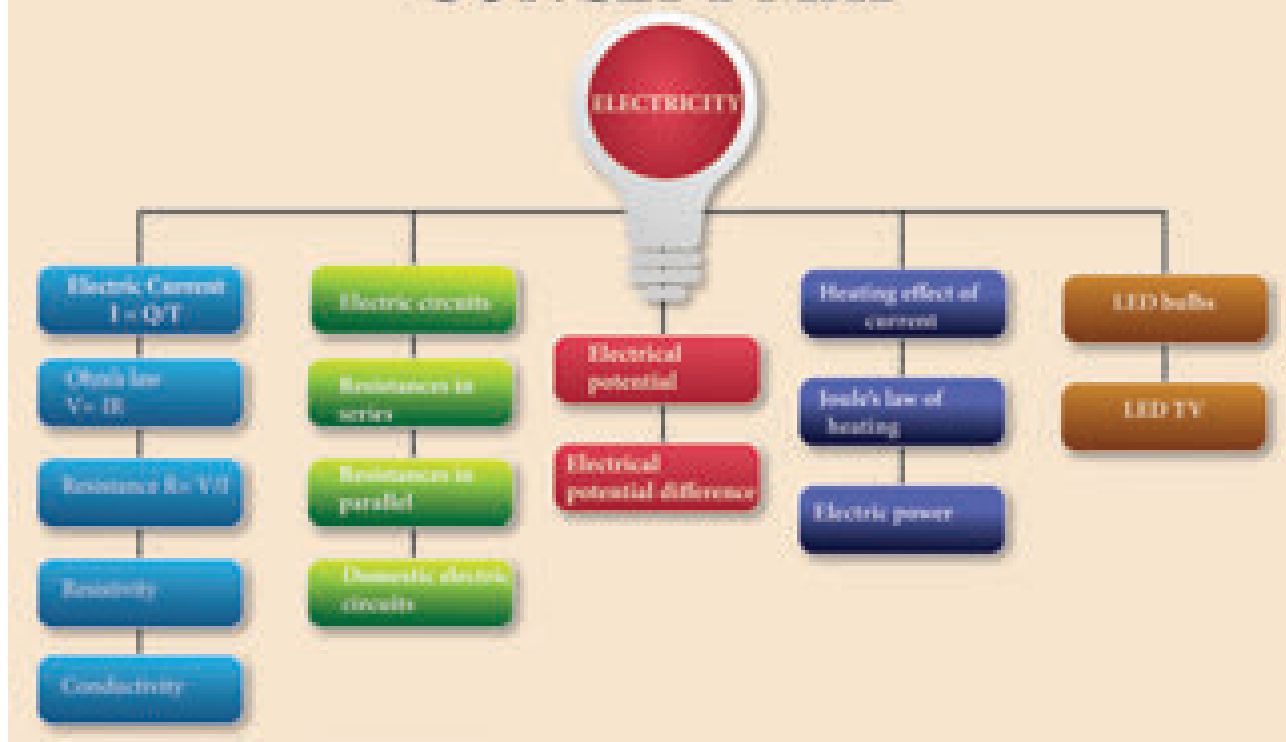 ELECTRICITY
Electric Current
I = Q/T
Ohm's law
V= IR
Resistance R= V/I
Resistivity
Conductivity
Electric circuits
Resistances in
series
Resistances in
parallel
Domestic electric
circuits
Electrical
potential
Electrical
potential difference
Heating effect of
current
Joule's law of
heating
Electric power
LED bulbs
LED TV